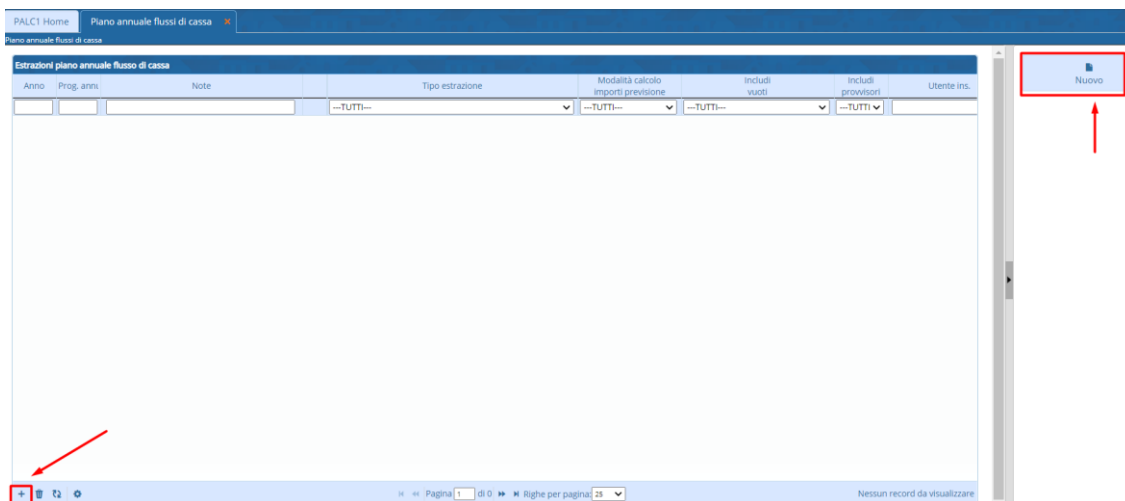 PALC1 Home
Piano annuale flussi di cassa
Piano annuale flussi di cassa
Estrazioni piano annuale flusso di cassa
Anno Prog. annu Note Tipo estrazione Modalità calcolo importi previsione Includi vuoti Includi provvisori Utente ins.
---TUTTI--- ---TUTTI--- ---TUTTI--- ---TUTTI
Nuovo
Pagina 1 di 0 Righe per pagina: 25 Nessun record da visualizzare